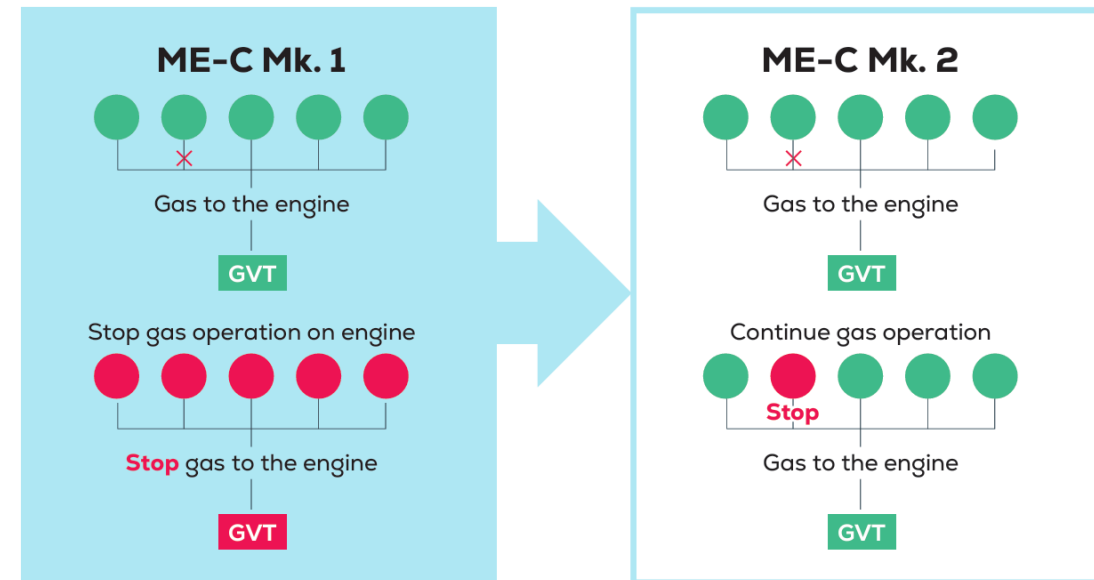 ME-C Mk. 1
Gas to the engine
GVT
Stop gas operation on engine
Stop gas to the engine
GVT
ME-C Mk. 2
Gas to the engine
GVT
Continue gas operation
Stop
Gas to the engine
GVT